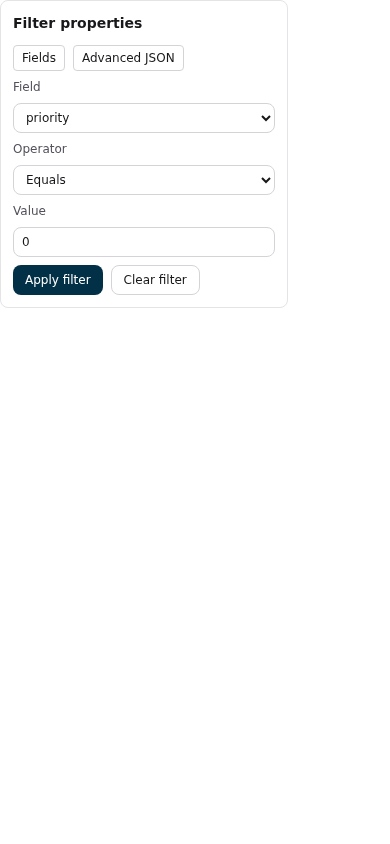 Filter properties
Fields Advanced JSON
Field
priority
Operator
Equals
Value
0
Apply filter Clear filter